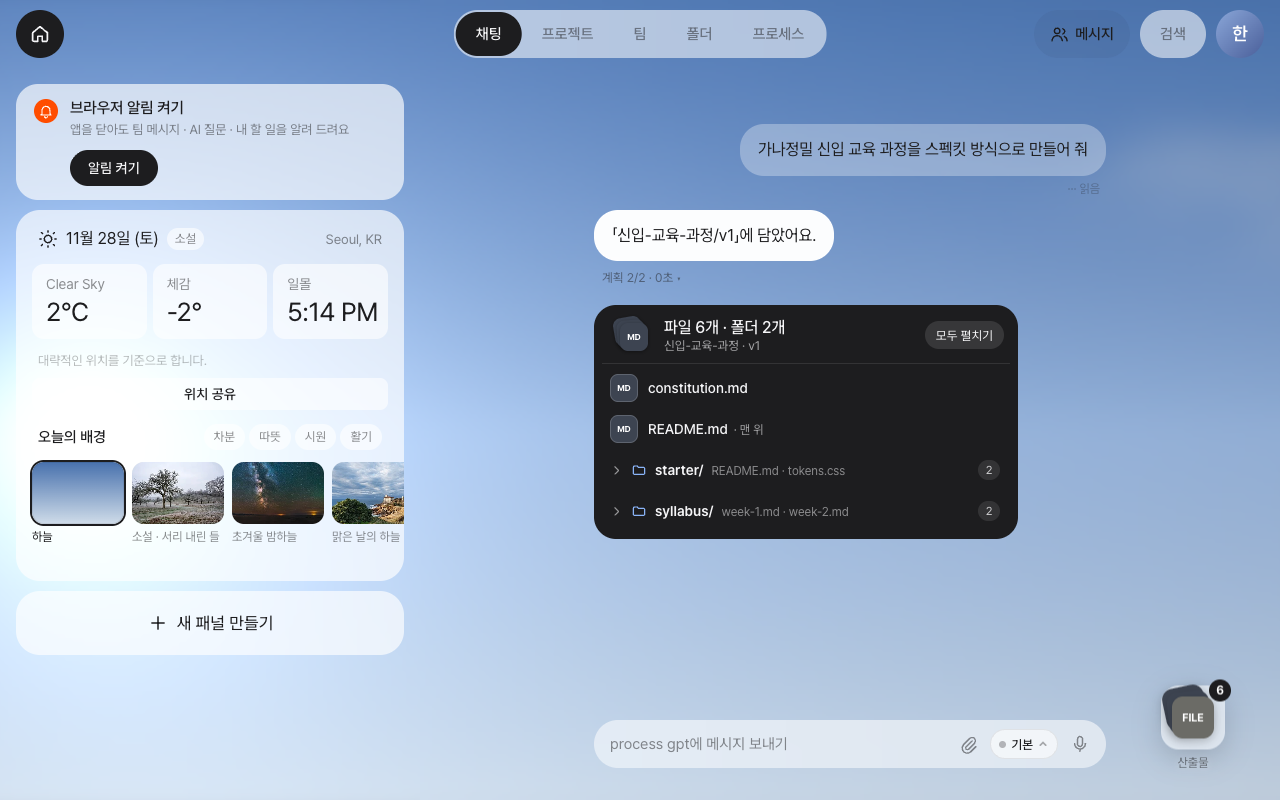 채팅
프로젝트
팀
폴더
프로세스
메시지
검색
한
브라우저 알림 켜기
앱을 닫아도 팀 메시지 · AI 질문 · 내 할 일을 알려 드려요
알림 켜기
11월 28일 (토)
소설
Seoul, KR
Clear Sky
2°C
체감
-2°
일몰
5:14 PM
대략적인 위치를 기준으로 합니다.
위치 공유
오늘의 배경
차분
따뜻
시원
활기
하늘
소설 · 서리 내린 들
초겨울 밤하늘
맑은 날의 하늘
새 패널 만들기
가나정밀 신입 교육 과정을 스펙킷 방식으로 만들어 줘
읽음
「신입-교육-과정/v1」에 담았어요.
계획 2/2 · 0초 •
MD
파일 6개 · 폴더 2개
신입-교육-과정 · v1
모두 펼치기
MD
constitution.md
MD
README.md · 맨 위
starter/ README.md · tokens.css
2
syllabus/ week-1.md · week-2.md
2
process gpt에 메시지 보내기
기본
6
FILE
산출물